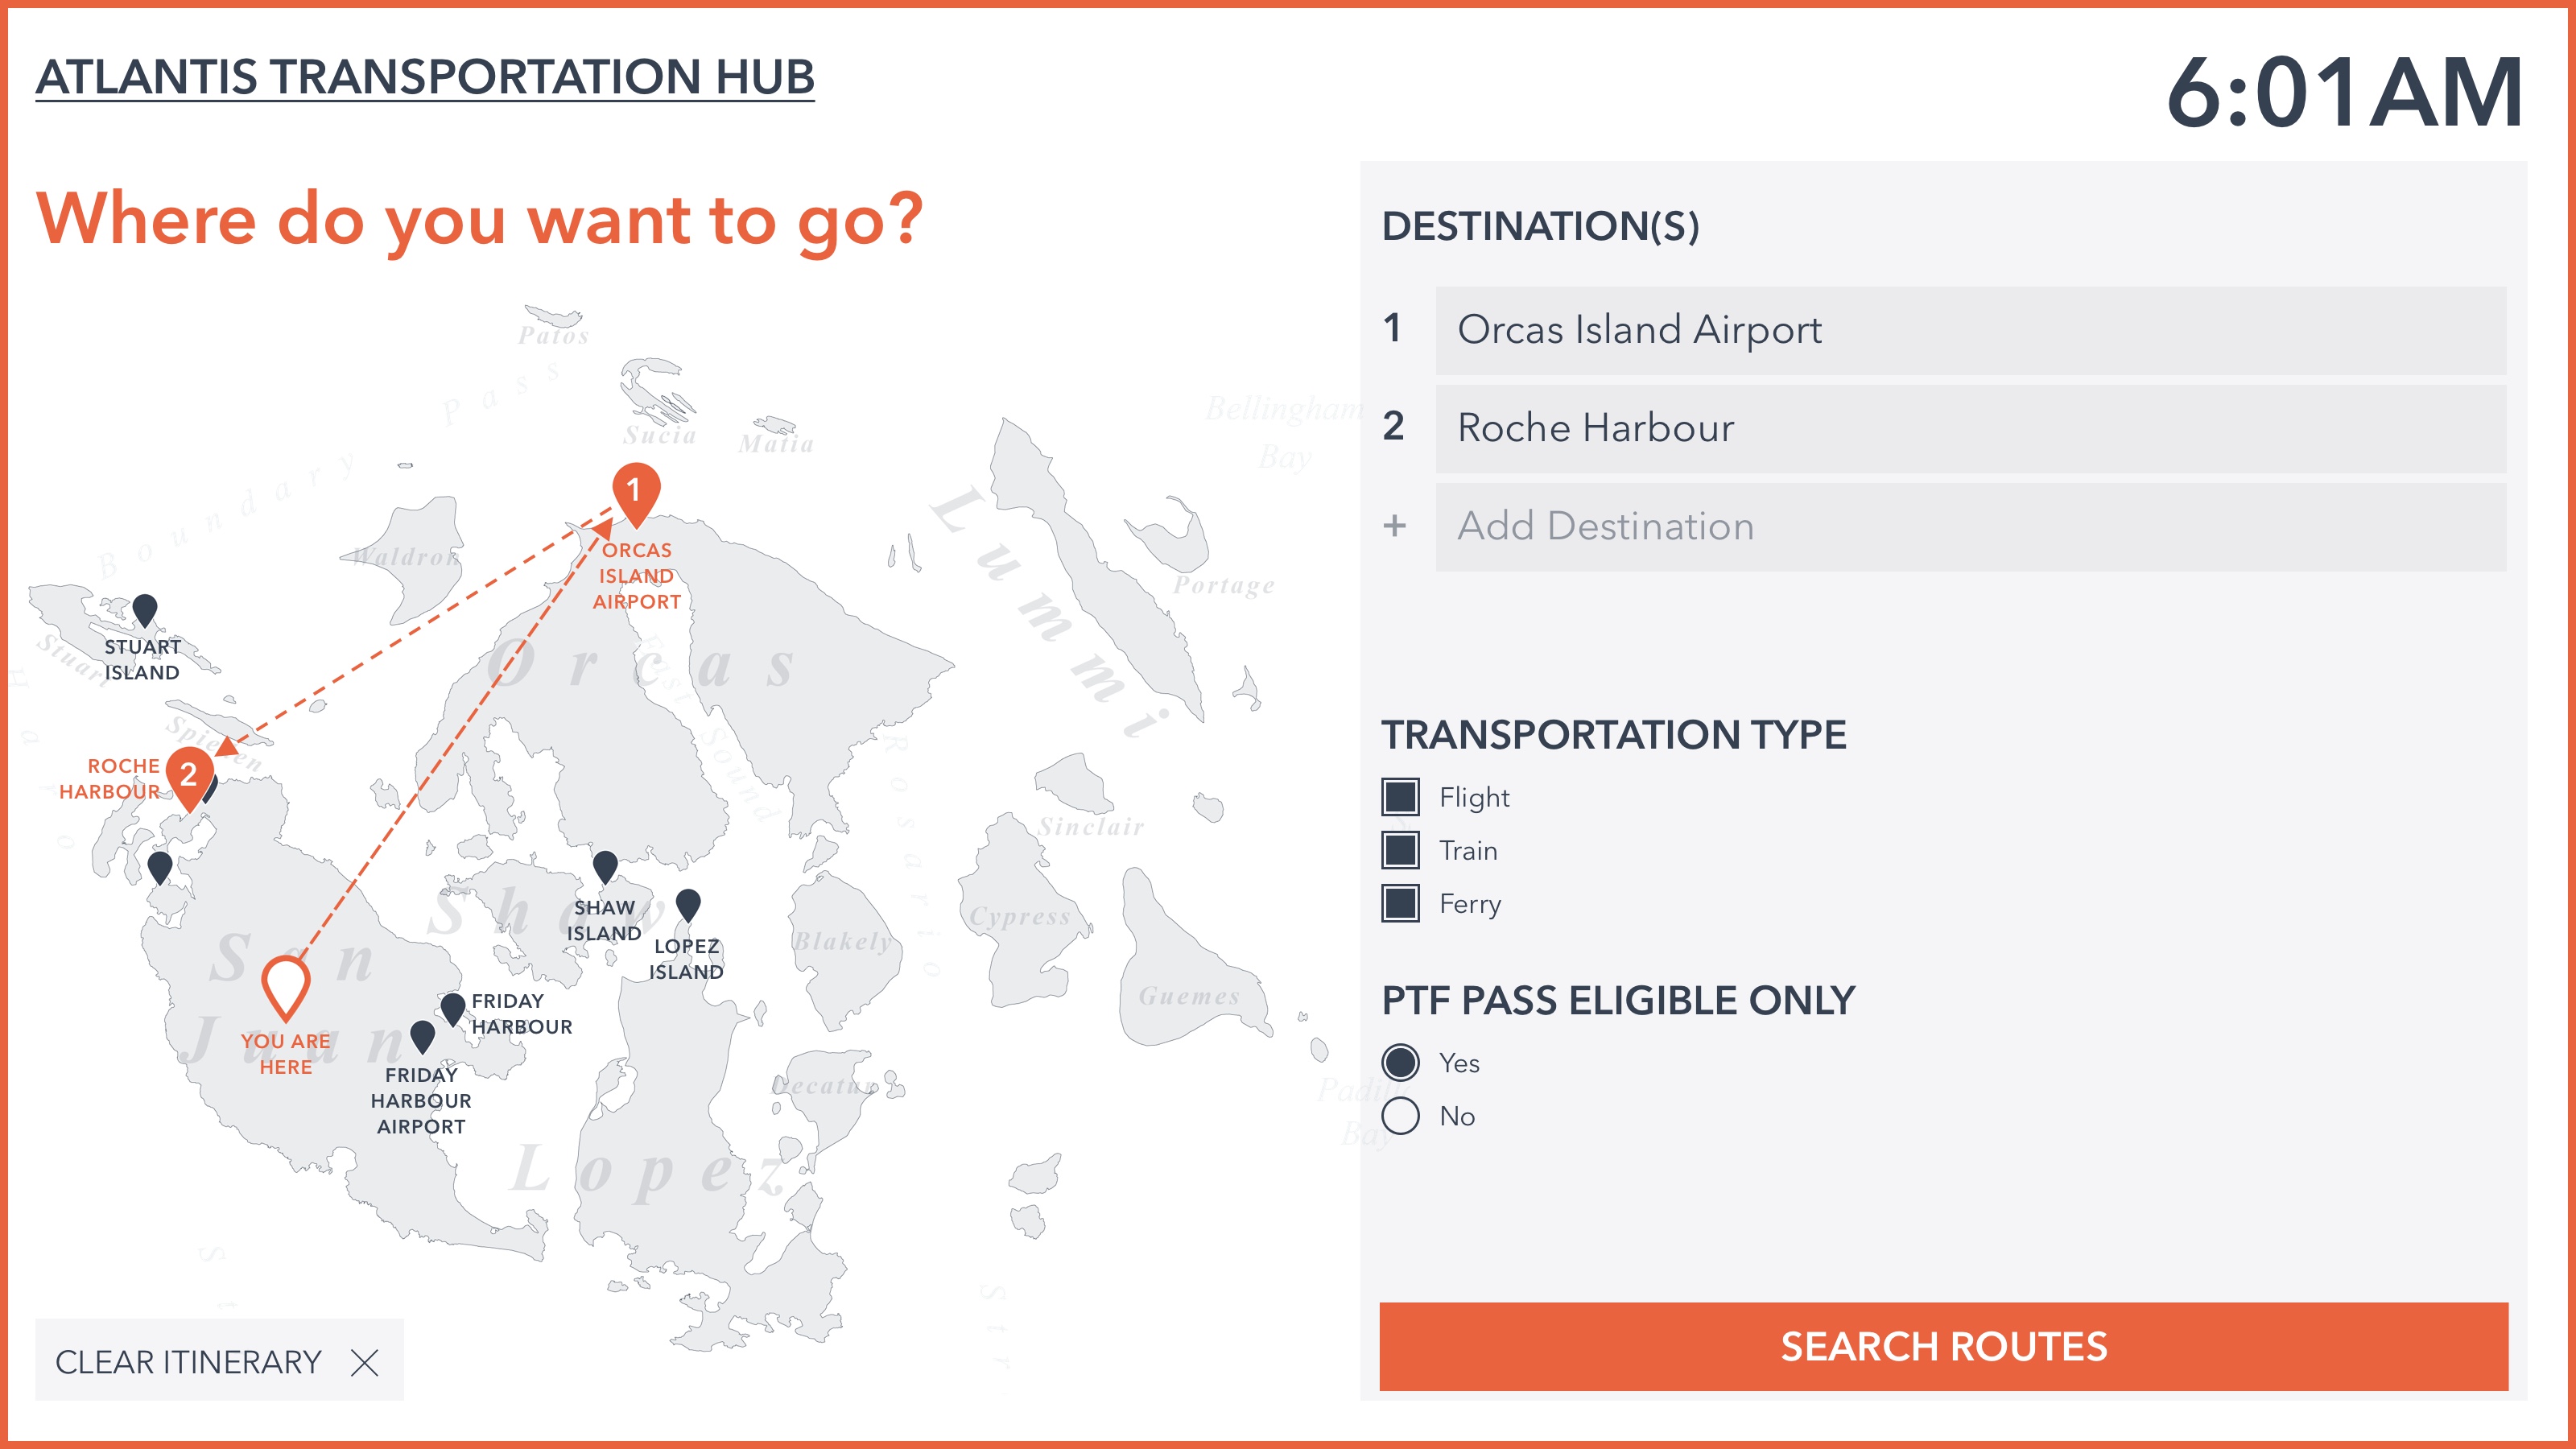 ATLANTIS TRANSPORTATION HUB
6:01AM
Where do you want to go?
Patos
Pass
Boundary
Sucia
Matia
Bellingham
Bay
1
ORCAS
ISLAND
AIRPORT
Waldron
Lummi
Portage
STUART
ISLAND
Stuart
Orcas
East
Sound
Spieden
ROCHE
HARBOUR
2
Haro
Rosario
Sinclair
SHAW
ISLAND
Shaw
LOPEZ
ISLAND
Blakely
Cypress
Guemes
San
Juan
YOU ARE
HERE
FRIDAY
HARBOUR
FRIDAY
HARBOUR
AIRPORT
Decatur
Padilla
Bay
Lopez
St
Str
CLEAR ITINERARY
DESTINATION(S)
1 Orcas Island Airport
2 Roche Harbour
+ Add Destination
TRANSPORTATION TYPE
Flight
Train
Ferry
PTF PASS ELIGIBLE ONLY
Yes
No
SEARCH ROUTES